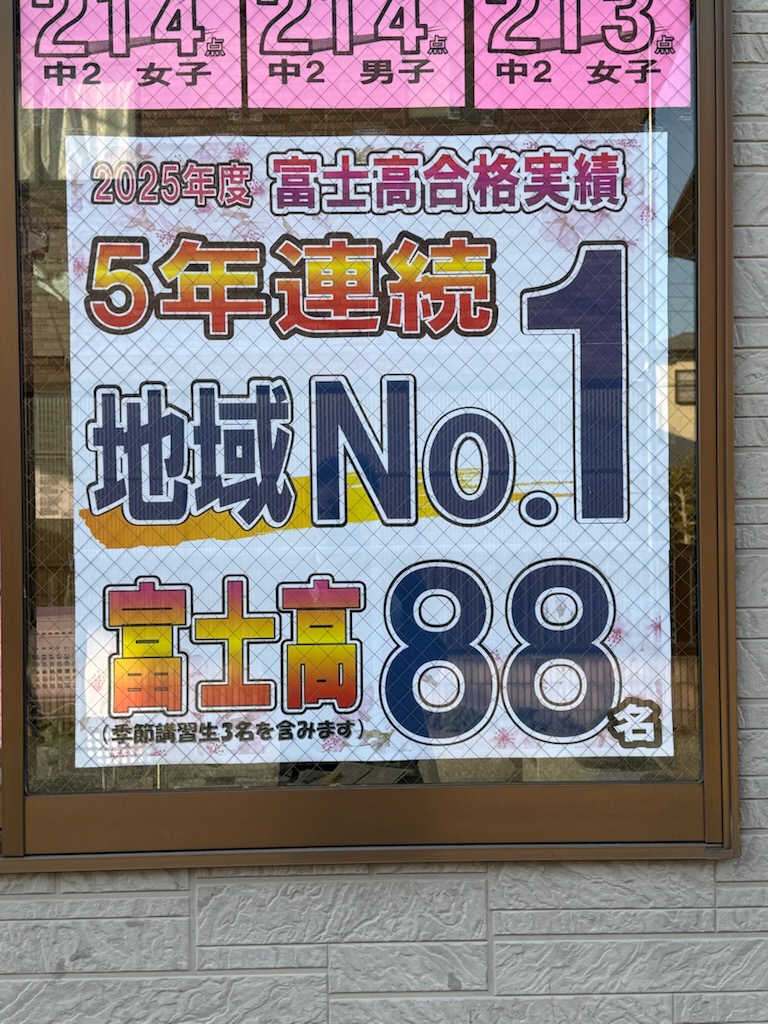 214点 214点 213点
中2 女子 中2 男子 中2 女子
2025年度 富士高合格実績
5年連続
地域No.1
富士高88名
(季節講習生3名を含みます)